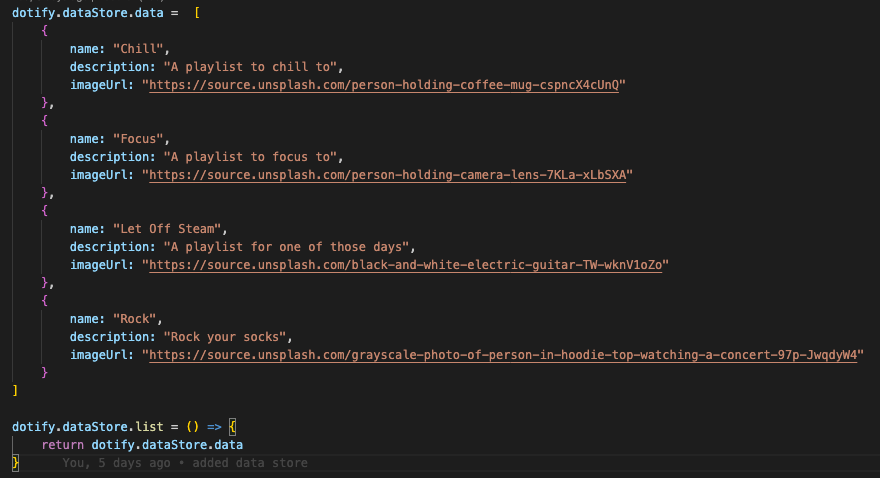 dotify.dataStore.data =  [
    {
        name: "Chill",
        description: "A playlist to chill to",
        imageUrl: "https://source.unsplash.com/person-holding-coffee-mug-cspncX4cUnQ"
    },
    {
        name: "Focus",
        description: "A playlist to focus to",
        imageUrl: "https://source.unsplash.com/person-holding-camera-lens-7KLa-xLbSXA"
    },
    {
        name: "Let Off Steam",
        description: "A playlist for one of those days",
        imageUrl: "https://source.unsplash.com/black-and-white-electric-guitar-TW-wknV1oZo"
    },
    {
        name: "Rock",
        description: "Rock your socks",
        imageUrl: "https://source.unsplash.com/grayscale-photo-of-person-in-hoodie-top-watching-a-concert-97p-JwqdyW4"
    }
]
dotify.dataStore.list = () => {
    return dotify.dataStore.data
}      You, 5 days ago • added data store